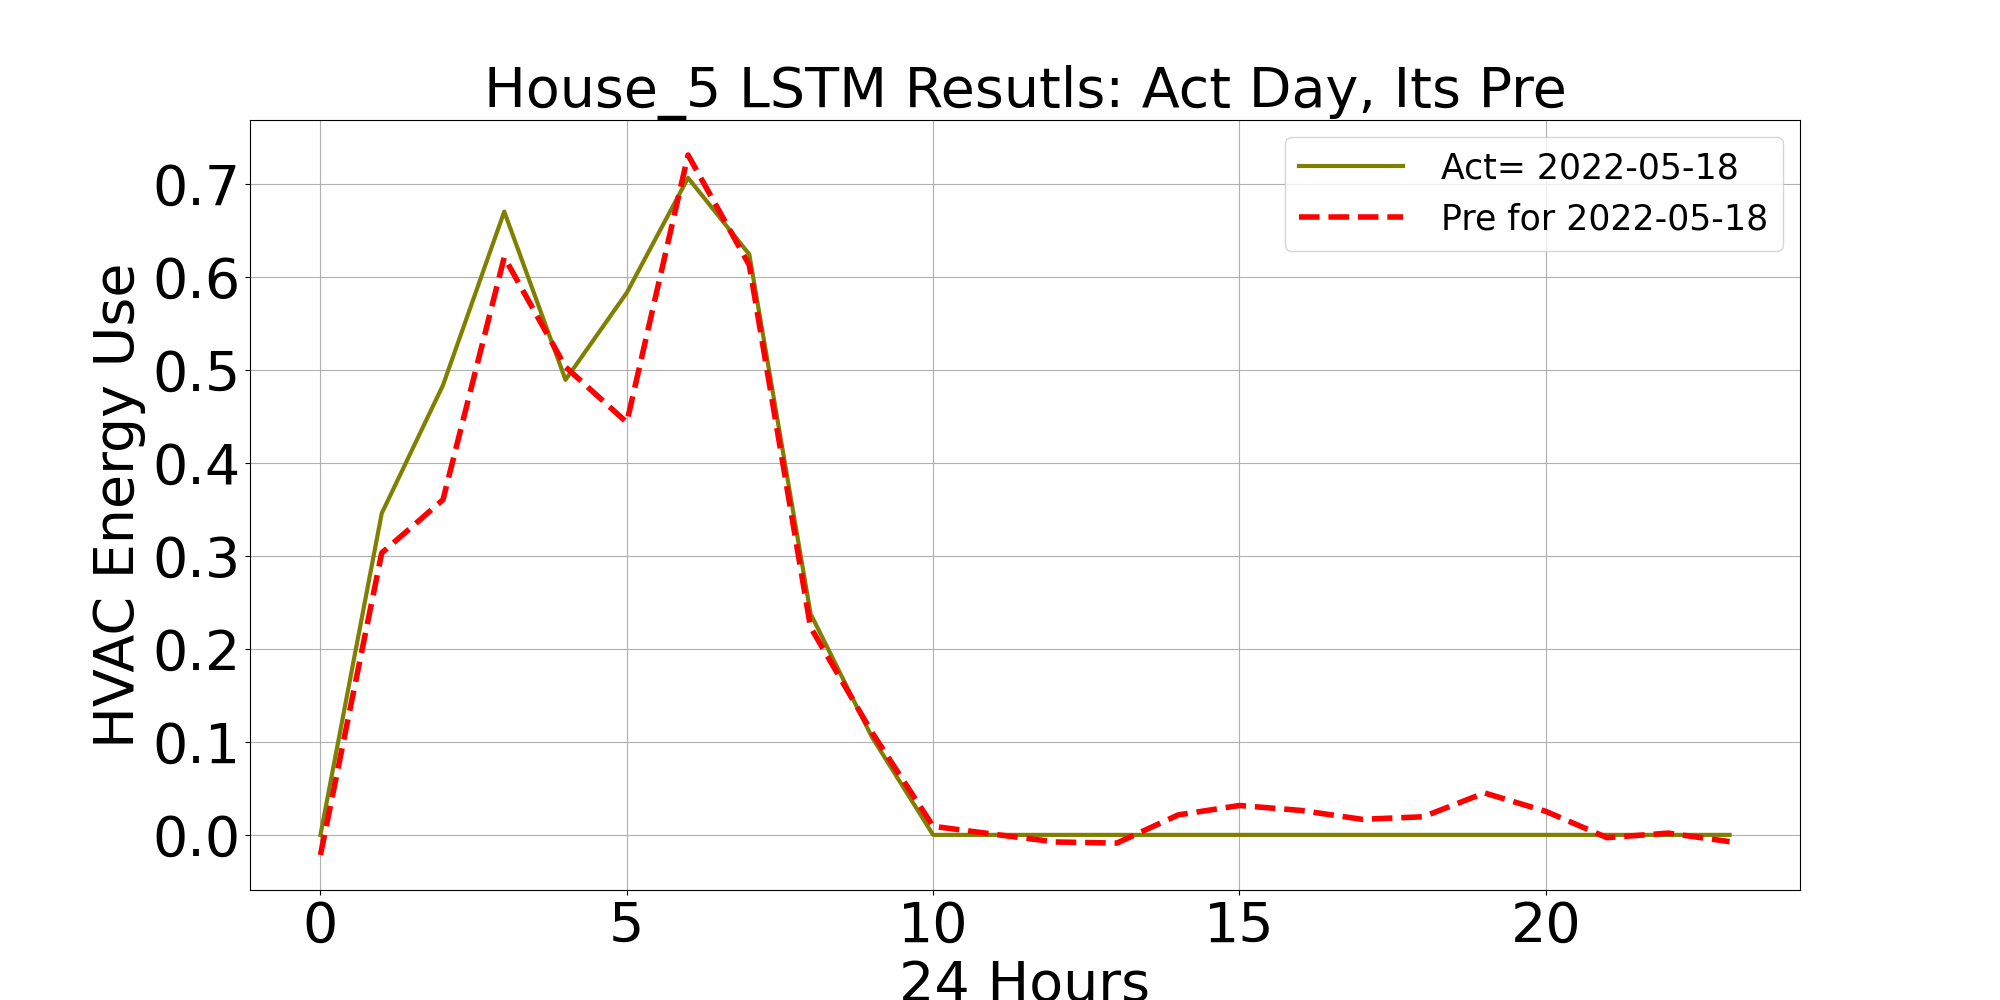 House_5 LSTM Resutls: Act Day, Its Pre
Act= 2022-05-18
Pre for 2022-05-18
HVAC Energy Use
0.7
0.6
0.5
0.4
0.3
0.2
0.1
0.0
0 5 10 15 20
24 Hours